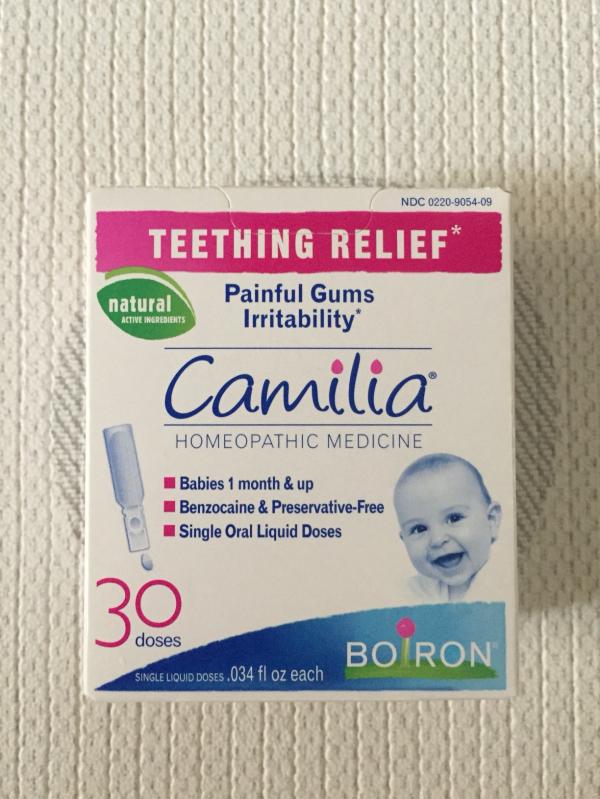 NDC 0220-9054-09
TEETHING RELIEF*
natural
ACTIVE INGREDIENTS
Painful Gums
Irritability*
Camilia®
HOMEOPATHIC MEDICINE
Babies 1 month & up
Benzocaine & Preservative-Free
Single Oral Liquid Doses
30
doses
SINGLE LIQUID DOSES .034 fl oz each
BOIRON®